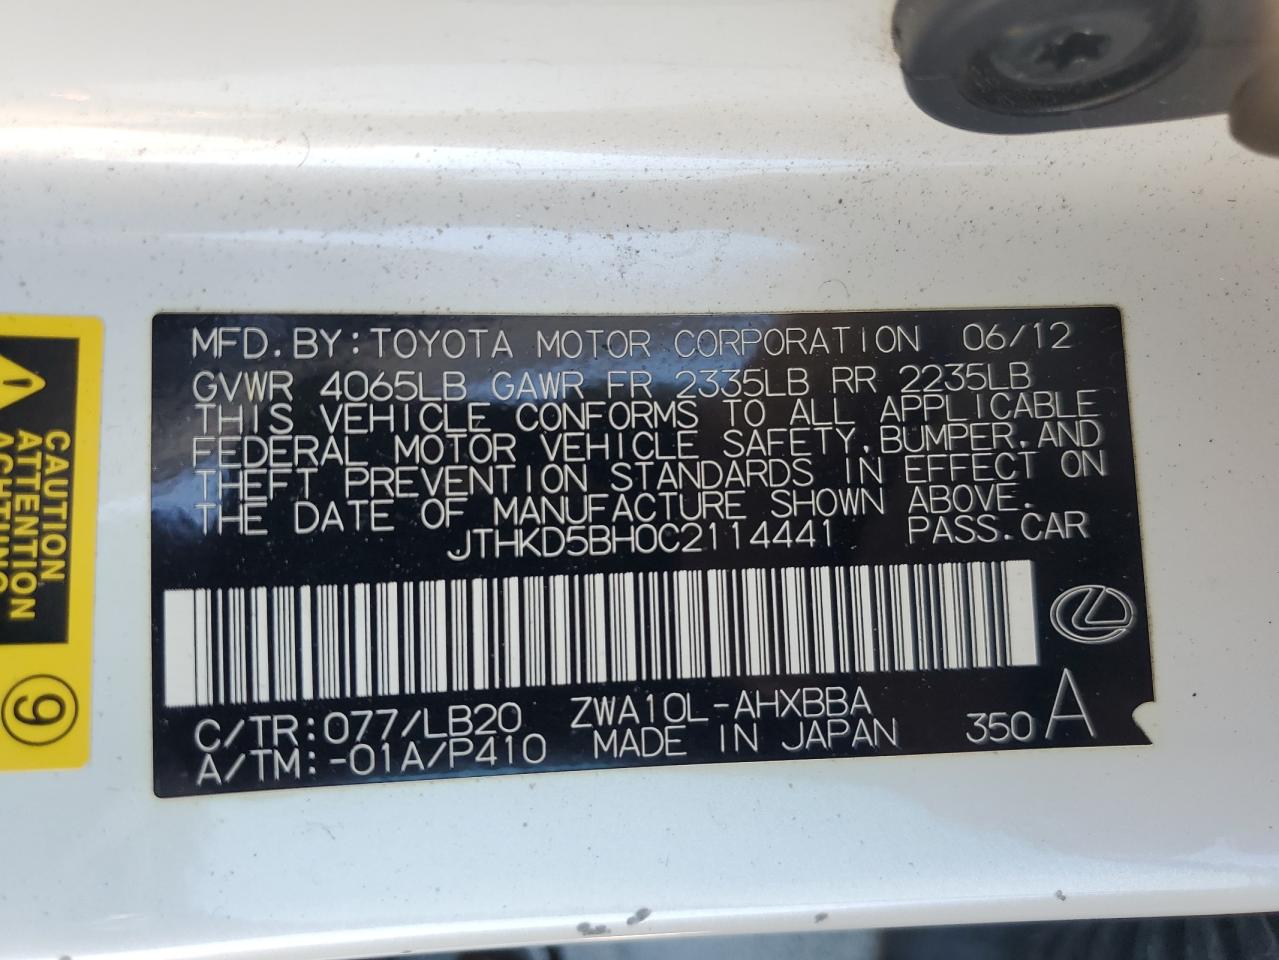 MFD.BY:TOYOTA MOTOR CORPORATION 06/12
GVWR 4065LB GAWR FR 2335LB RR 2235LB
THIS VEHICLE CONFORMS TO ALL APPLICABLE
FEDERAL MOTOR VEHICLE SAFETY,BUMPER,AND
THEFT PREVENTION STANDARDS IN EFFECT ON
THE DATE OF MANUFACTURE SHOWN ABOVE.
JTHKD5BH0C2114441 PASS.CAR
C/TR:077/LB20 ZWA10L-AHXBBA
A/TM:-01A/P410 MADE IN JAPAN 350 A
CAUTION
ATTENTION
9